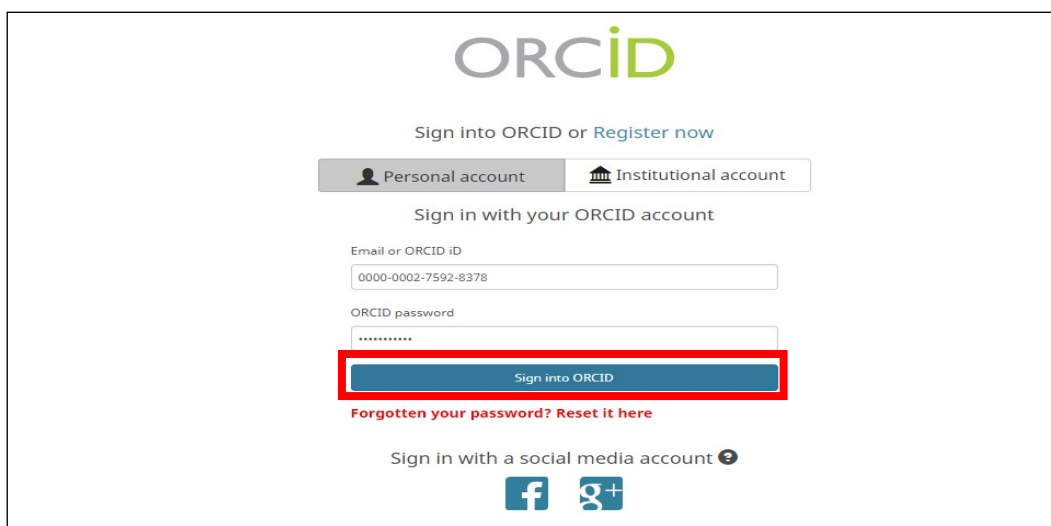 ORCiD
Sign into ORCID or Register now
Personal account
Institutional account
Sign in with your ORCID account
Email or ORCID iD
0000-0002-7592-8378
ORCID password
•••••••••••
Sign into ORCID
Forgotten your password? Reset it here
Sign in with a social media account ?
f g+